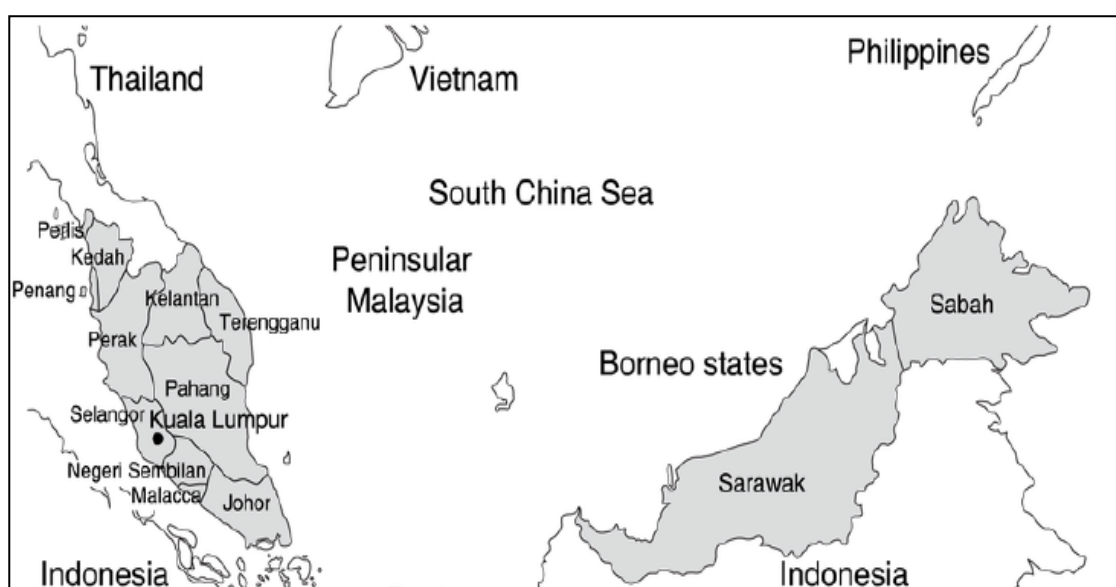 Thailand
Vietnam
Philippines
South China Sea
Perlis
Kedah
Peninsular
Malaysia
Penang
Kelantan
Sabah
Terengganu
Perak
Borneo states
Pahang
Selangor
Kuala Lumpur
Negeri Sembilan
Sarawak
Malacca
Johor
Indonesia
Indonesia